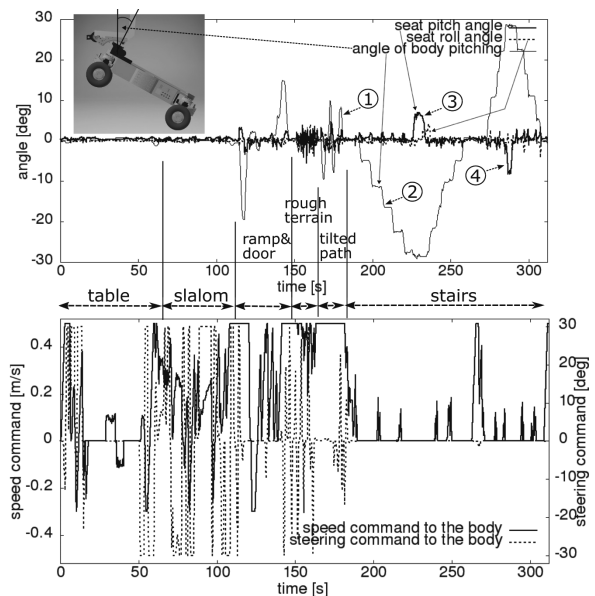 seat pitch angle
seat roll angle
angle of body pitching
angle [deg]
30
20
10
0
-10
-20
-30
①
②
③
④
rough
terrain
ramp&
door
tilted
path
0 50 100 150 200 250 300
time [s]
table
slalom
stairs
speed command [m/s]
0.4
0.2
0
-0.2
-0.4
steering command [deg]
30
20
10
0
-10
-20
-30
speed command to the body
steering command to the body
0 50 100 150 200 250 300
time [s]